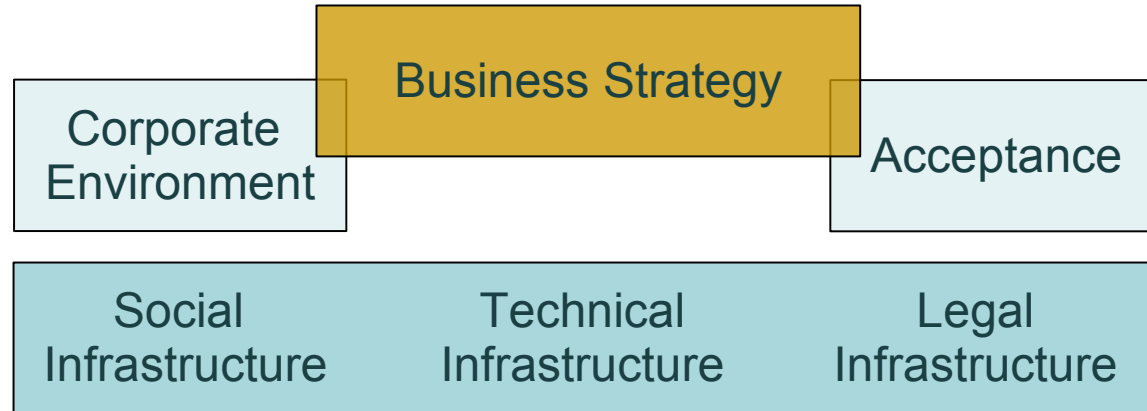 Business Strategy
Corporate
Environment
Acceptance
Social
Infrastructure
Technical
Infrastructure
Legal
Infrastructure